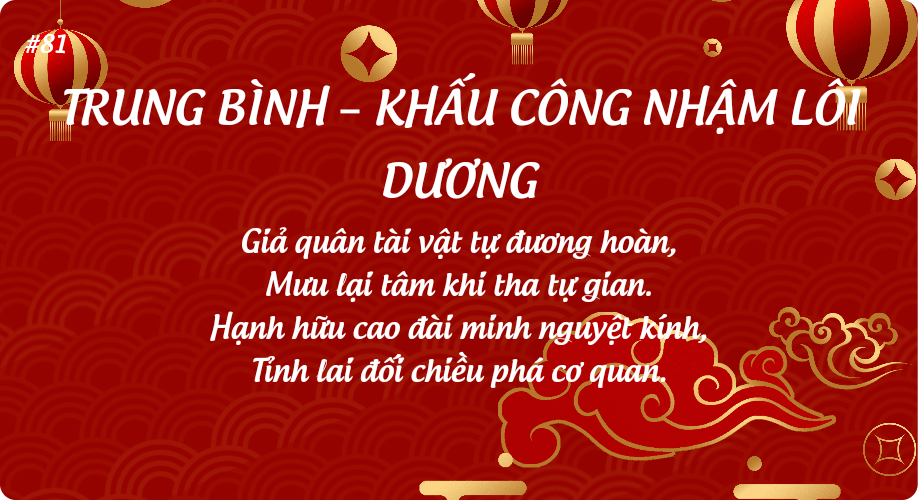 #81
TRUNG BÌNH – KHẤU CÔNG NHẬM LÔI
DƯƠNG
Giả quân tài vật tự đương hoàn,
Mưu lại tâm khi tha tự gian.
Hạnh hữu cao đài minh nguyệt kính,
Tỉnh lai đối chiều phá cơ quan.